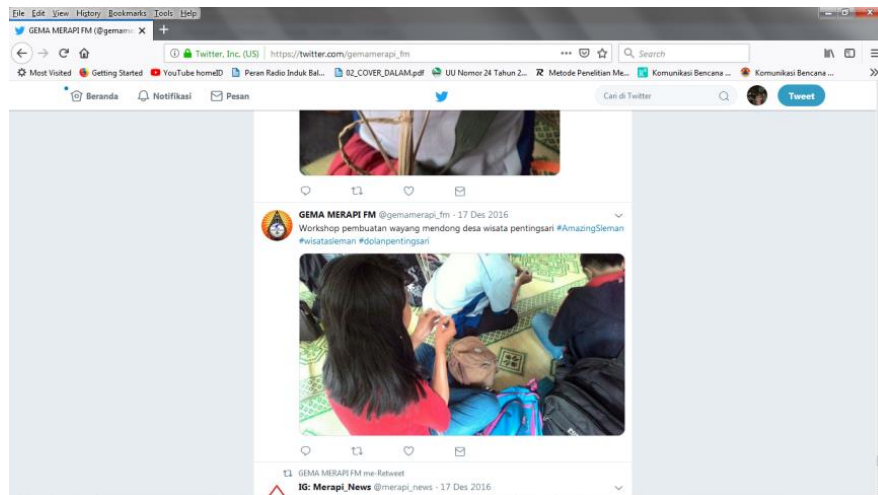 File Edit View History Bookmarks Tools Help
GEMA MERAPI FM (@gemame
Twitter, Inc. (US) https://twitter.com/gemamerapi_fm Search
Most Visited Getting Started YouTube homeID Peran Radio Induk Bal... 02_COVER_DALAM.pdf UU Nomor 24 Tahun 2... Metode Penelitian Me... Komunikasi Bencana ... Komunikasi Bencana ...
Beranda Notifikasi Pesan Cari di Twitter Tweet
GEMA MERAPI FM @gemamerapi_fm · 17 Des 2016
Workshop pembuatan wayang mendong desa wisata pentingsari #AmazingSleman
#wisatasleman #dolanpentingsari
GEMA MERAPI FM me-Retweet
IG: Merapi_News @merapi_news · 17 Des 2016